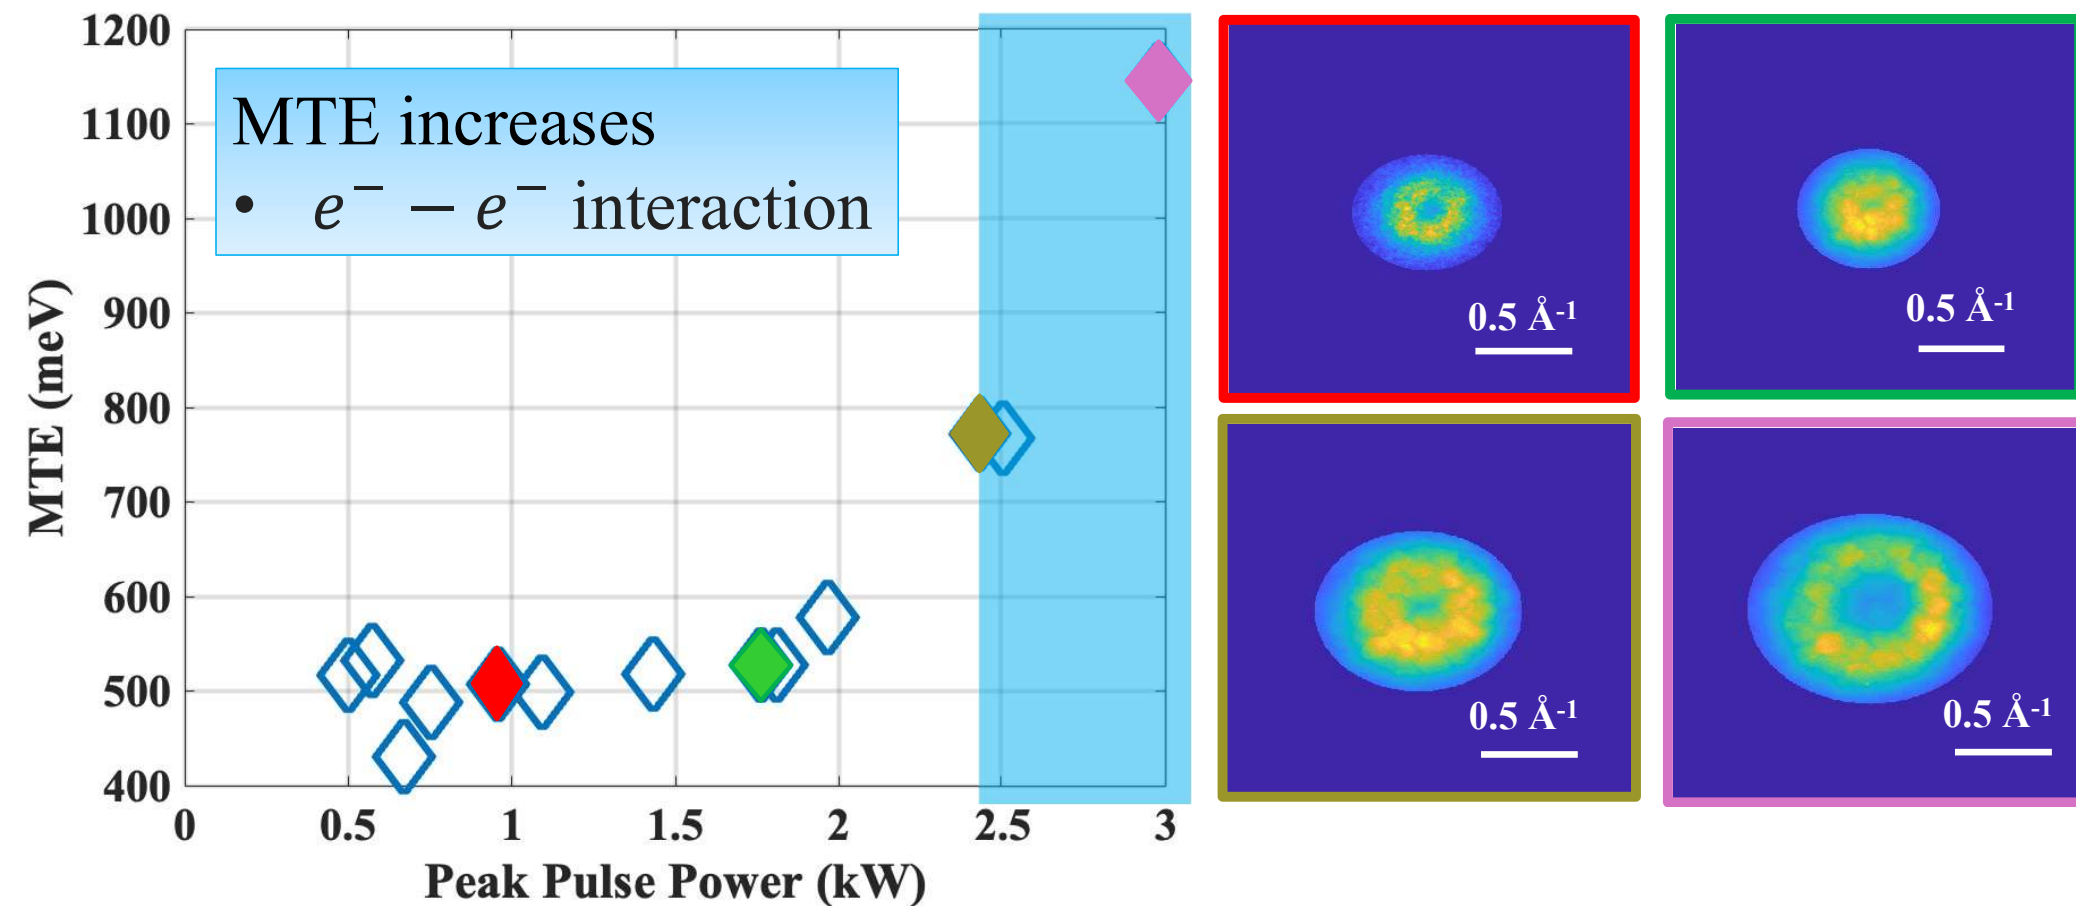 1200
1100
1000
900
800
700
600
500
400
MTE (meV)
MTE increases
• e⁻ – e⁻ interaction
0 0.5 1 1.5 2 2.5 3
Peak Pulse Power (kW)
0.5 Å⁻¹
0.5 Å⁻¹
0.5 Å⁻¹
0.5 Å⁻¹